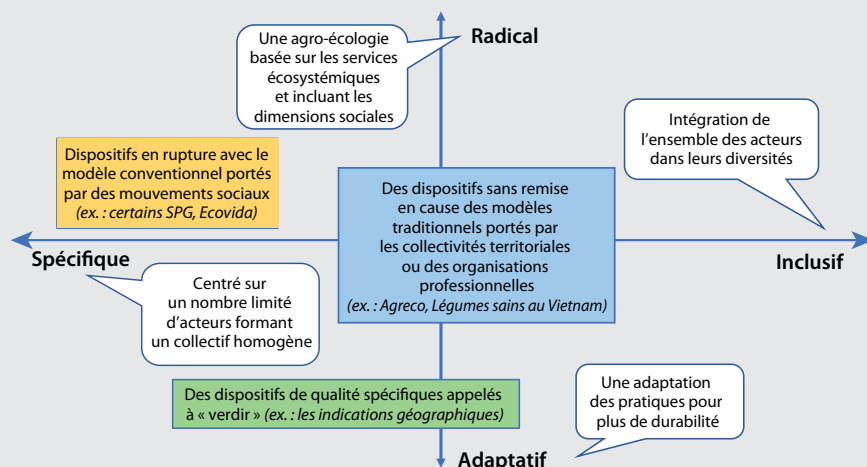 Radical
Une agro-écologie
basée sur les services
écosystémiques
et incluant les
dimensions sociales
Intégration de
l'ensemble des acteurs
dans leurs diversités
Dispositifs en rupture avec le
modèle conventionnel portés
par des mouvements sociaux
(ex. : certains SPG, Ecovida)
Des dispositifs sans remise
en cause des modèles
traditionnels portés par
les collectivités territoriales
ou des organisations
professionnelles
(ex. : Agreco, Légumes sains au Vietnam)
Spécifique
Inclusif
Centré sur
un nombre limité
d'acteurs formant
un collectif homogène
Des dispositifs de qualité spécifiques appelés
à « verdir » (ex. : les indications géographiques)
Une adaptation
des pratiques pour
plus de durabilité
Adaptatif